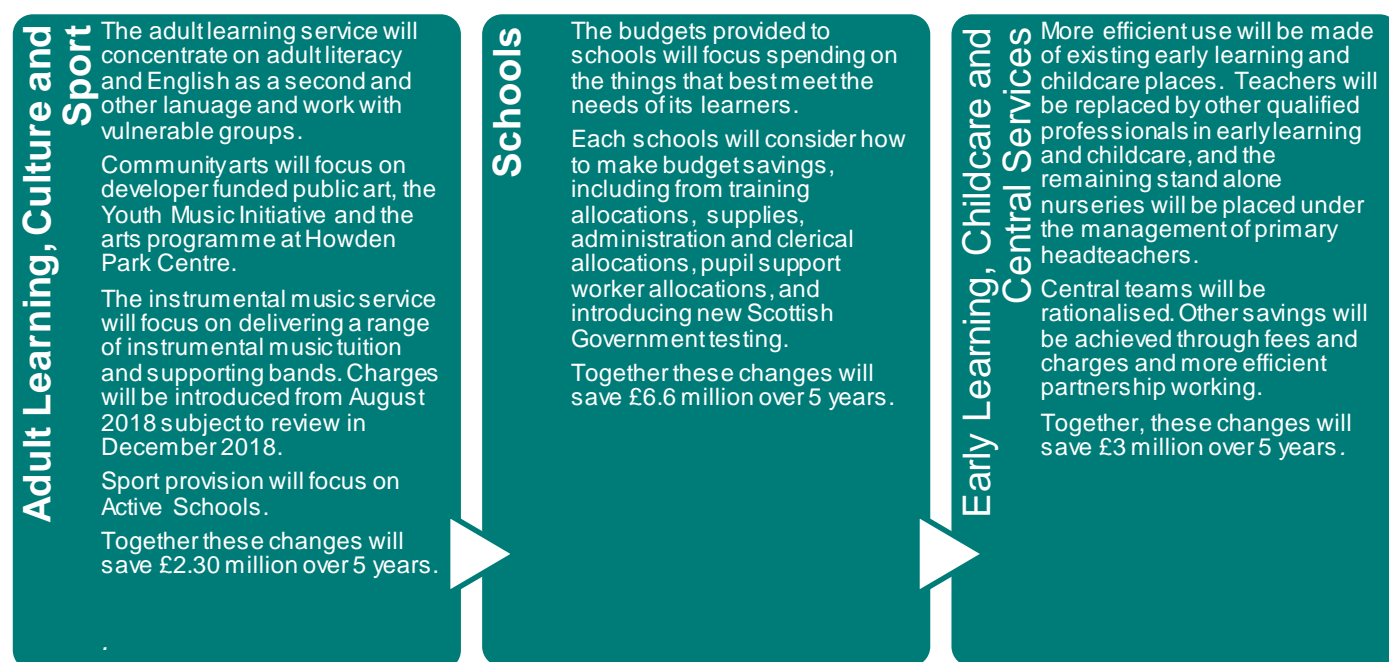 Adult Learning, Culture and
Sport
The adult learning service will
concentrate on adult literacy
and English as a second and
other lanuage and work with
vulnerable groups.
Community arts will focus on
developer funded public art, the
Youth Music Initiative and the
arts programme at Howden
Park Centre.
The instrumental music service
will focus on delivering a range
of instrumental music tuition
and supporting bands. Charges
will be introduced from August
2018 subject to review in
December 2018.
Sport provision will focus on
Active Schools.
Together these changes will
save £2.30 million over 5 years.
.
Schools
The budgets provided to
schools will focus spending on
the things that best meet the
needs of its learners.
Each schools will consider how
to make budget savings,
including from training
allocations, supplies,
administration and clerical
allocations, pupil support
worker allocations, and
introducing new Scottish
Government testing.
Together these changes will
save £6.6 million over 5 years.
Early Learning, Childcare and
Central Services
More efficient use will be made
of existing early learning and
childcare places. Teachers will
be replaced by other qualified
professionals in early learning
and childcare, and the
remaining stand alone
nurseries will be placed under
the management of primary
headteachers.
Central teams will be
rationalised. Other savings will
be achieved through fees and
charges and more efficient
partnership working.
Together, these changes will
save £3 million over 5 years.